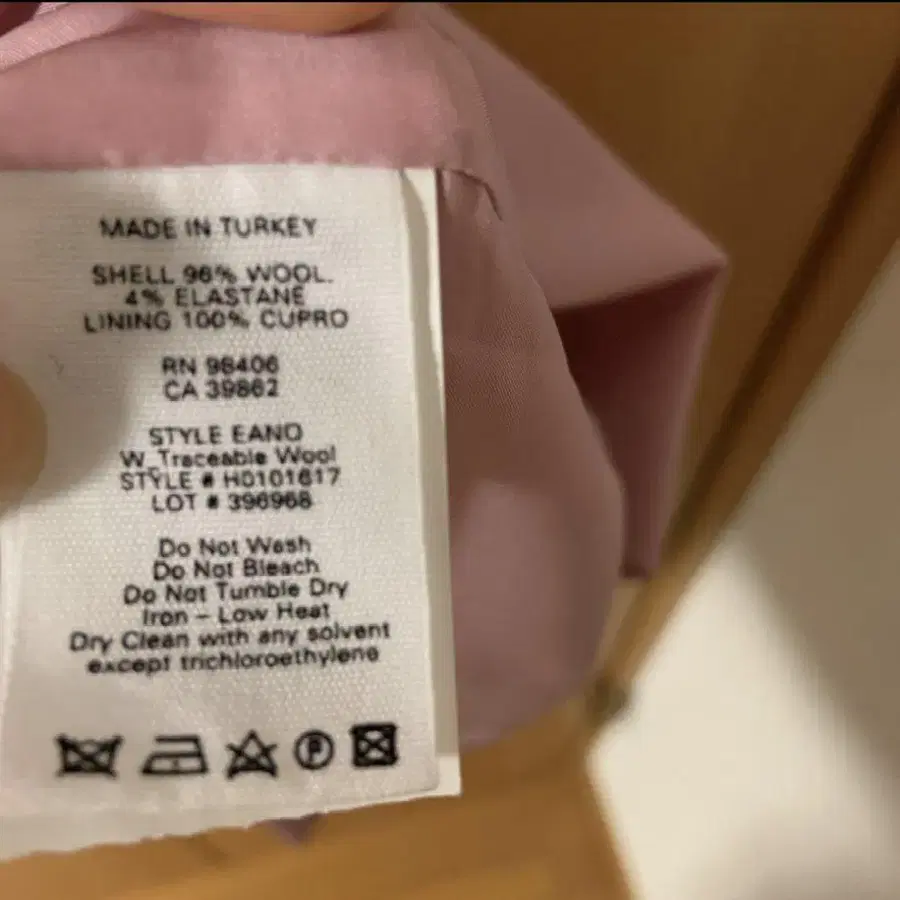 MADE IN TURKEY
SHELL 96% WOOL.
4% ELASTANE
LINING 100% CUPRO
RN 98406
CA 39862
STYLE EANO
W_Traceable Wool
STYLE # H0101617
LOT # 396968
Do Not Wash
Do Not Bleach
Do Not Tumble Dry
Iron - Low Heat
Dry Clean with any solvent
except trichloroethylene
P